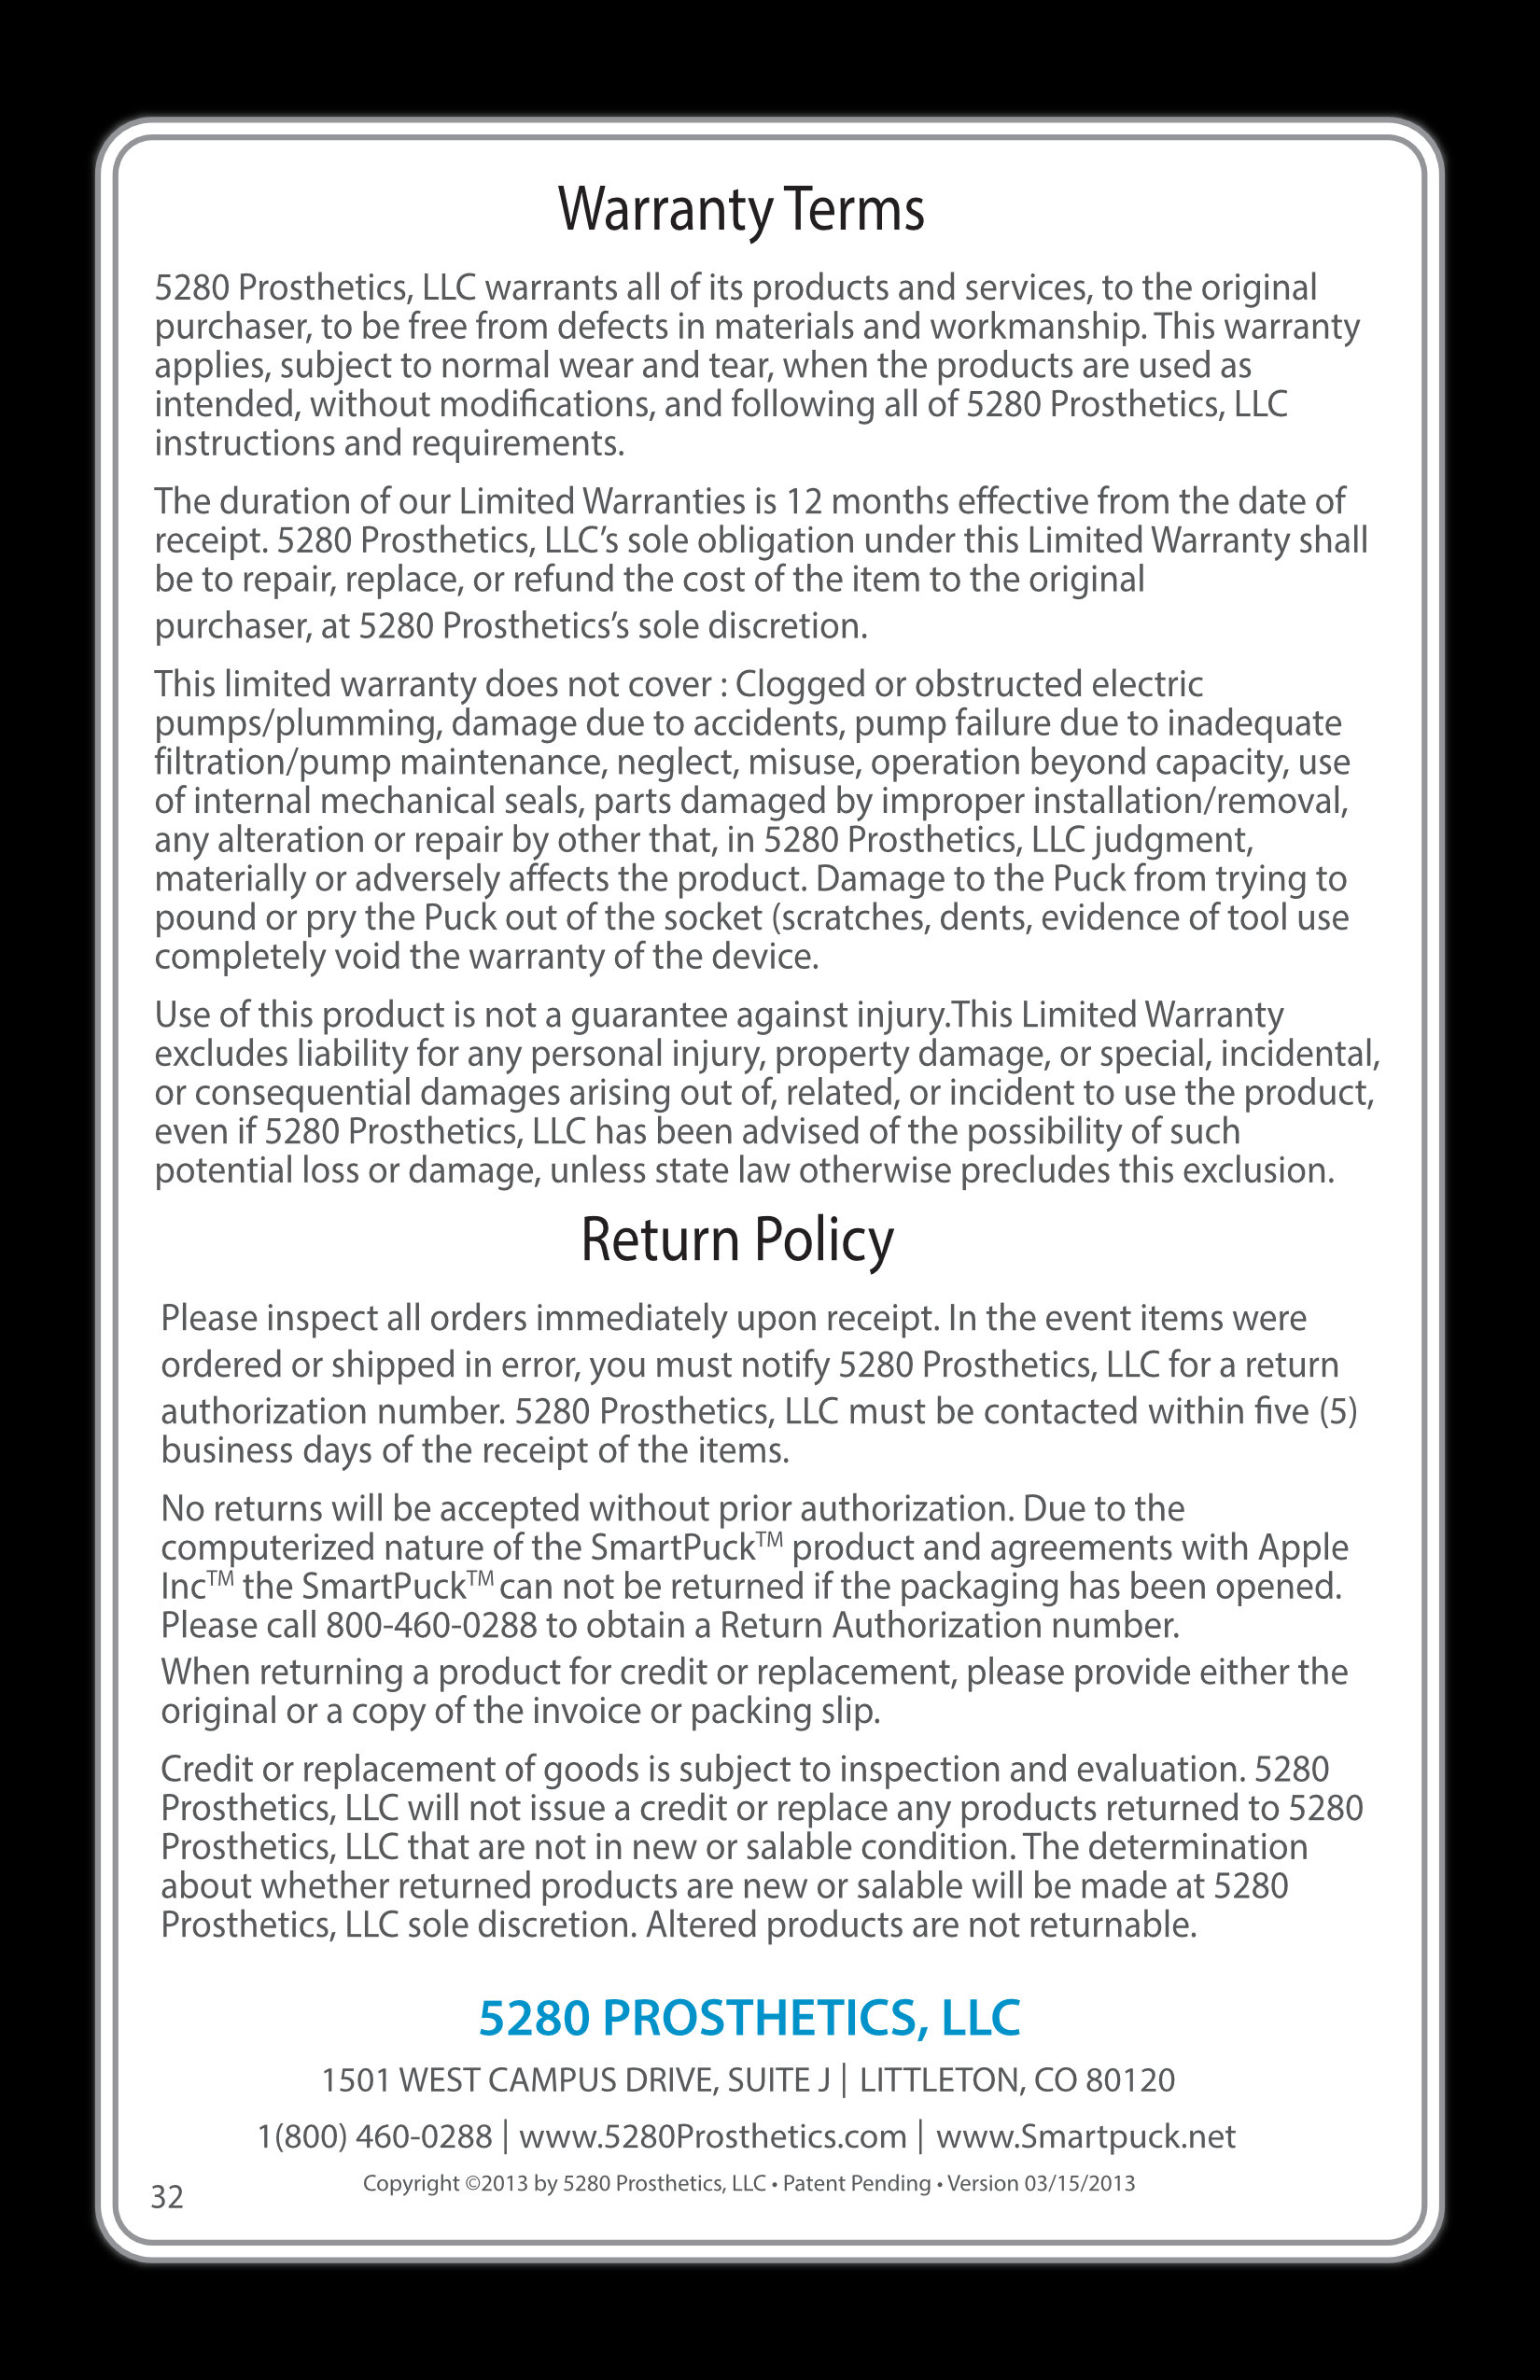 Warranty Terms
5280 Prosthetics, LLC warrants all of its products and services, to the original
purchaser, to be free from defects in materials and workmanship. This warranty
applies, subject to normal wear and tear, when the products are used as
intended, without modifications, and following all of 5280 Prosthetics, LLC
instructions and requirements.
The duration of our Limited Warranties is 12 months effective from the date of
receipt. 5280 Prosthetics, LLC’s sole obligation under this Limited Warranty shall
be to repair, replace, or refund the cost of the item to the original
purchaser, at 5280 Prosthetics’s sole discretion.
This limited warranty does not cover : Clogged or obstructed electric
pumps/plumming, damage due to accidents, pump failure due to inadequate
filtration/pump maintenance, neglect, misuse, operation beyond capacity, use
of internal mechanical seals, parts damaged by improper installation/removal,
any alteration or repair by other that, in 5280 Prosthetics, LLC judgment,
materially or adversely affects the product. Damage to the Puck from trying to
pound or pry the Puck out of the socket (scratches, dents, evidence of tool use
completely void the warranty of the device.
Use of this product is not a guarantee against injury.This Limited Warranty
excludes liability for any personal injury, property damage, or special, incidental,
or consequential damages arising out of, related, or incident to use the product,
even if 5280 Prosthetics, LLC has been advised of the possibility of such
potential loss or damage, unless state law otherwise precludes this exclusion.
Return Policy
Please inspect all orders immediately upon receipt. In the event items were
ordered or shipped in error, you must notify 5280 Prosthetics, LLC for a return
authorization number. 5280 Prosthetics, LLC must be contacted within five (5)
business days of the receipt of the items.
No returns will be accepted without prior authorization. Due to the
computerized nature of the SmartPuck™ product and agreements with Apple
Inc™ the SmartPuck™ can not be returned if the packaging has been opened.
Please call 800-460-0288 to obtain a Return Authorization number.
When returning a product for credit or replacement, please provide either the
original or a copy of the invoice or packing slip.
Credit or replacement of goods is subject to inspection and evaluation. 5280
Prosthetics, LLC will not issue a credit or replace any products returned to 5280
Prosthetics, LLC that are not in new or salable condition. The determination
about whether returned products are new or salable will be made at 5280
Prosthetics, LLC sole discretion. Altered products are not returnable.
5280 PROSTHETICS, LLC
1501 WEST CAMPUS DRIVE, SUITE J | LITTLETON, CO 80120
1(800) 460-0288 | www.5280Prosthetics.com | www.Smartpuck.net
Copyright ©2013 by 5280 Prosthetics, LLC • Patent Pending • Version 03/15/2013
32